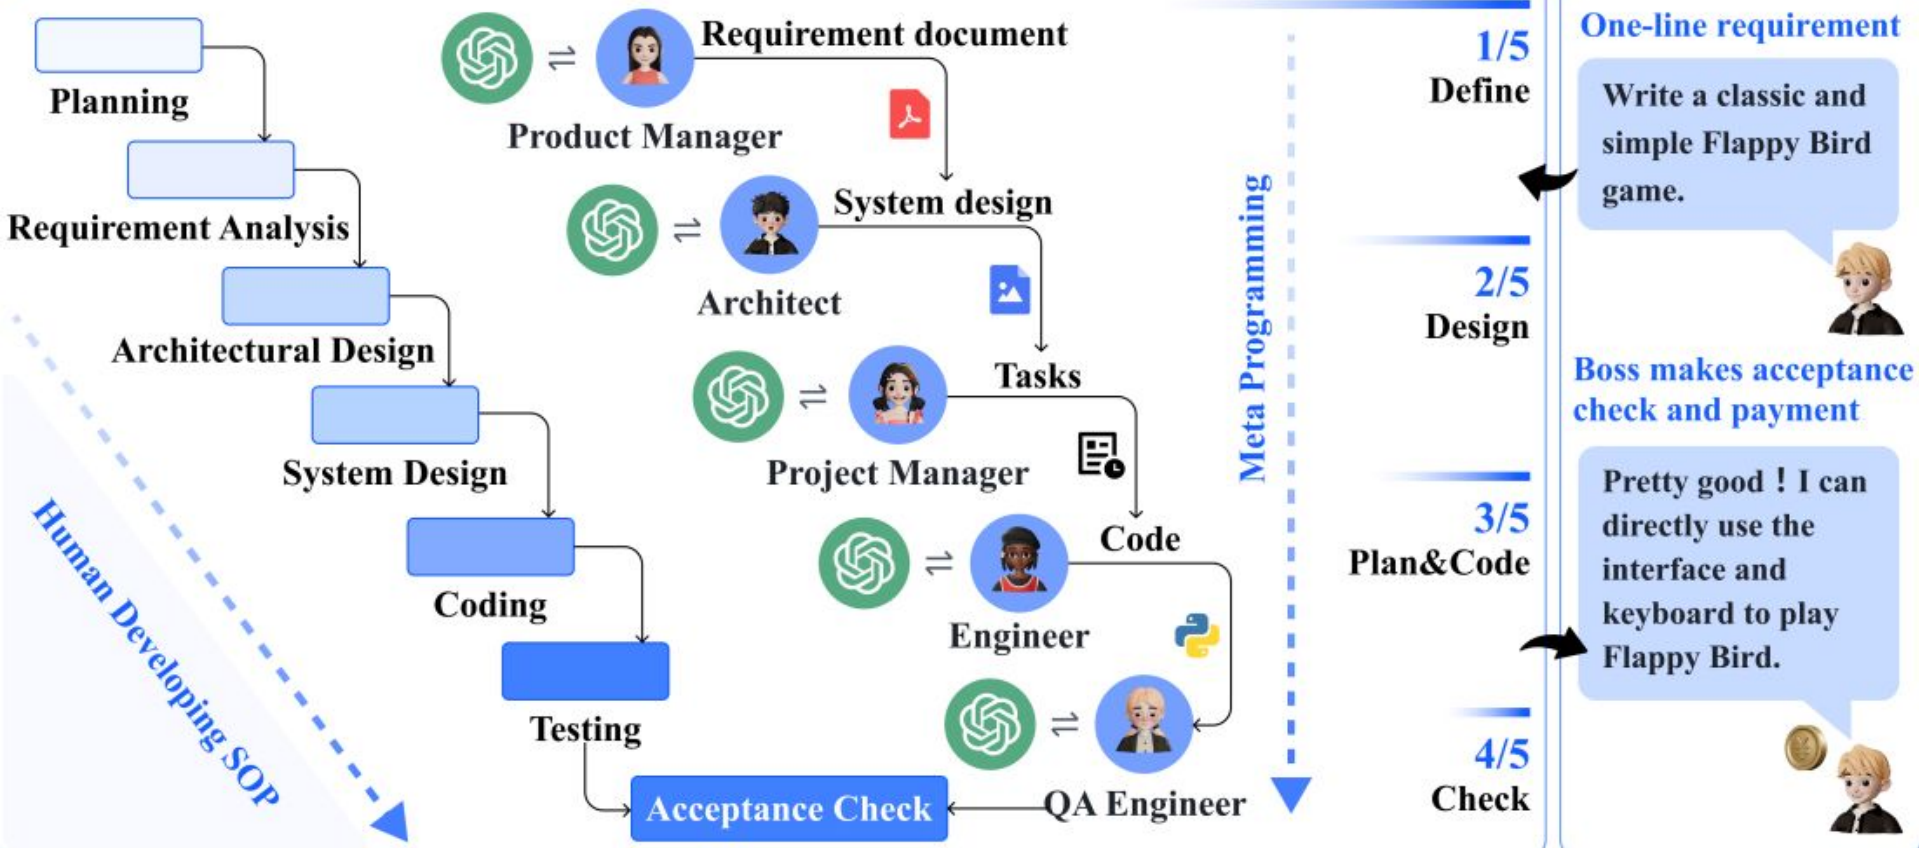 Planning
Requirement Analysis
Architectural Design
System Design
Coding
Testing
Acceptance Check
Human Developing SOP
Requirement document
Product Manager
System design
Architect
Tasks
Project Manager
Code
Engineer
QA Engineer
Meta Programming
1/5
Define
2/5
Design
3/5
Plan&Code
4/5
Check
One-line requirement
Write a classic and
simple Flappy Bird
game.
Boss makes acceptance
check and payment
Pretty good！I can
directly use the
interface and
keyboard to play
Flappy Bird.